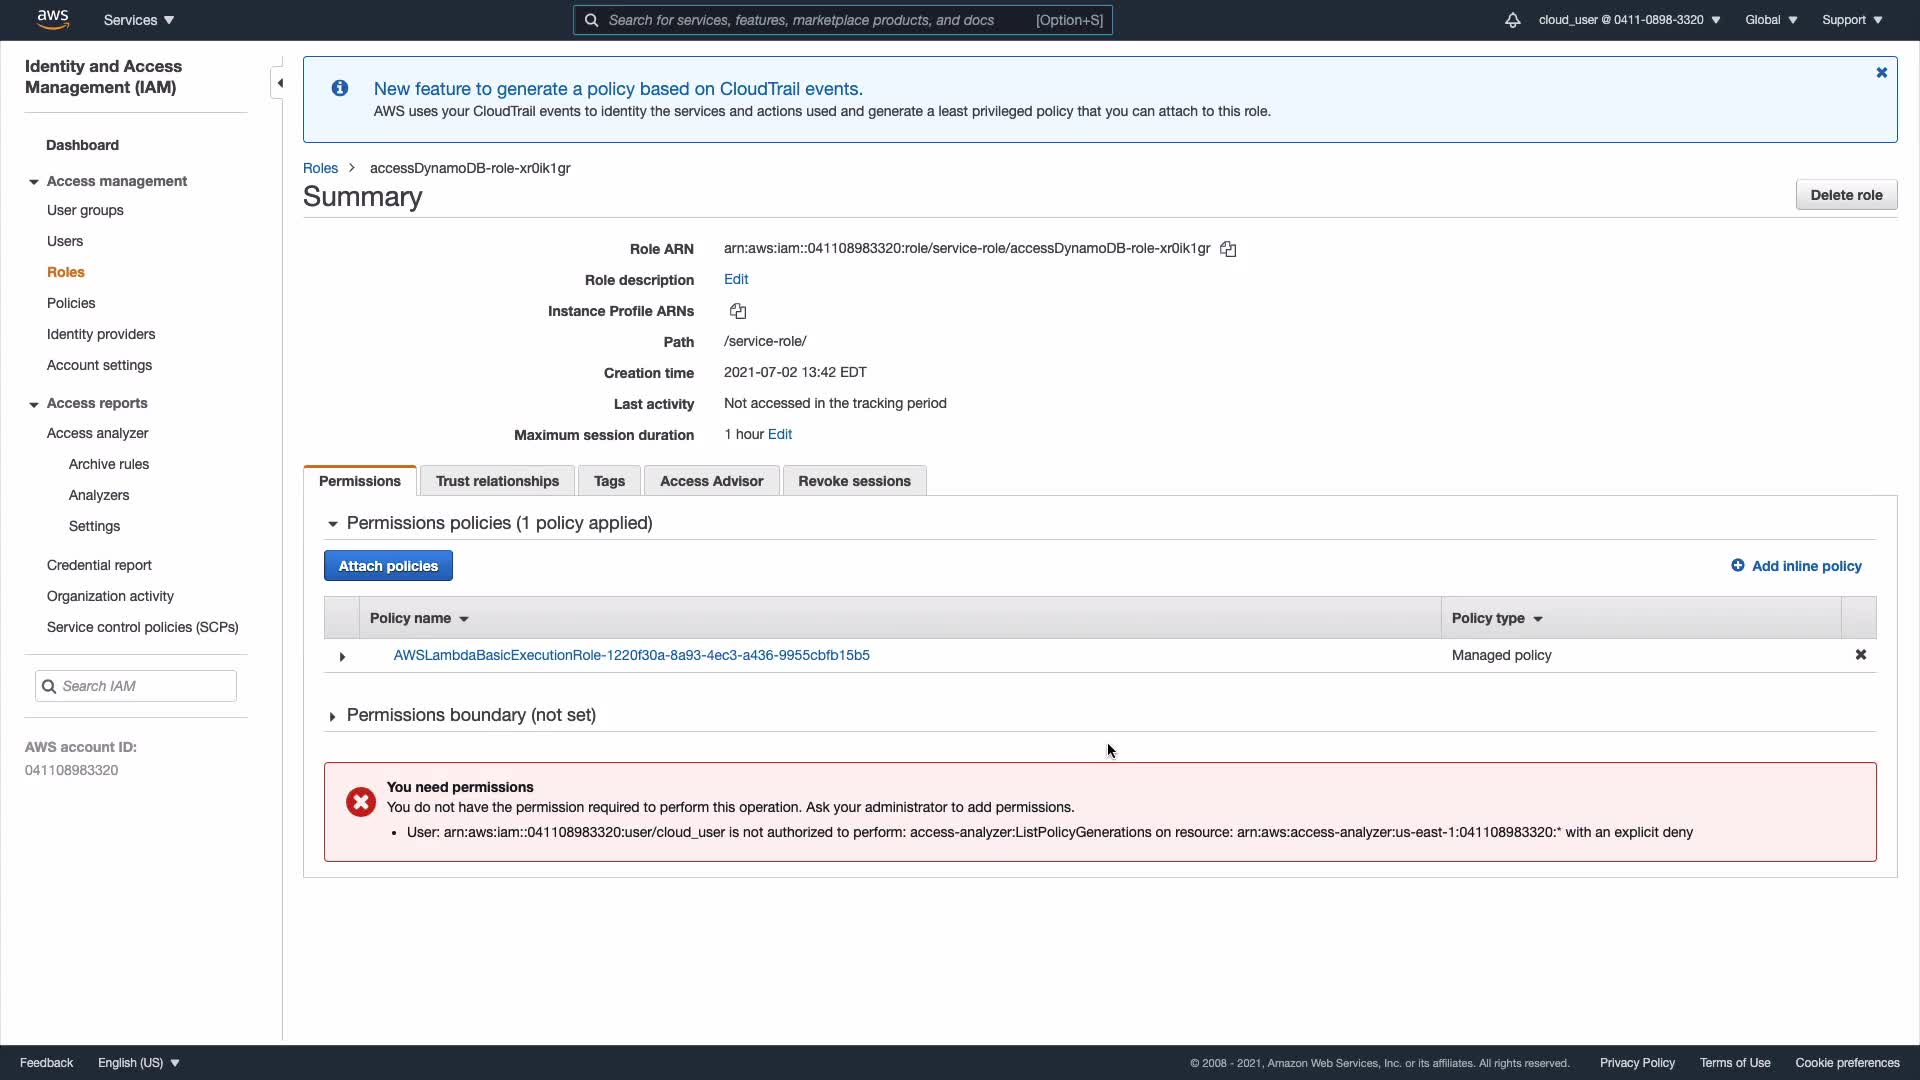 aws
Services
Search for services, features, marketplace products, and docs
[Option+S]
cloud_user @ 0411-0898-3320
Global
Support
Identity and Access
Management (IAM)
Dashboard
Access management
User groups
Users
Roles
Policies
Identity providers
Account settings
Access reports
Access analyzer
Archive rules
Analyzers
Settings
Credential report
Organization activity
Service control policies (SCPs)
Search IAM
AWS account ID:
041108983320
New feature to generate a policy based on CloudTrail events.
AWS uses your CloudTrail events to identify the services and actions used and generate a least privileged policy that you can attach to this role.
Roles > accessDynamoDB-role-xr0ik1gr
Summary
Delete role
Role ARN arn:aws:iam::041108983320:role/service-role/accessDynamoDB-role-xr0ik1gr
Role description Edit
Instance Profile ARNs
Path /service-role/
Creation time 2021-07-02 13:42 EDT
Last activity Not accessed in the tracking period
Maximum session duration 1 hour Edit
Permissions
Trust relationships
Tags
Access Advisor
Revoke sessions
Permissions policies (1 policy applied)
Attach policies
Add inline policy
Policy name
Policy type
AWSLambdaBasicExecutionRole-1220f30a-8a93-4ec3-a436-9955cbfb15b5
Managed policy
Permissions boundary (not set)
You need permissions
You do not have the permission required to perform this operation. Ask your administrator to add permissions.
• User: arn:aws:iam::041108983320:user/cloud_user is not authorized to perform: access-analyzer:ListPolicyGenerations on resource: arn:aws:access-analyzer:us-east-1:041108983320:* with an explicit deny
Feedback
English (US)
© 2008 - 2021, Amazon Web Services, Inc. or its affiliates. All rights reserved.
Privacy Policy
Terms of Use
Cookie preferences